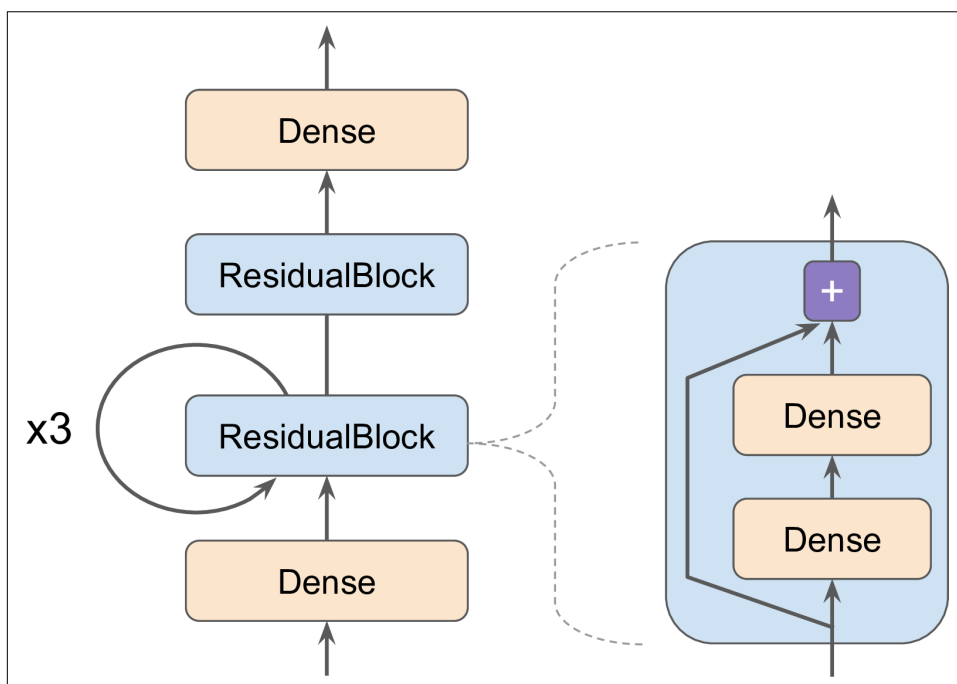 Dense
ResidualBlock
x3
ResidualBlock
Dense
+
Dense
Dense